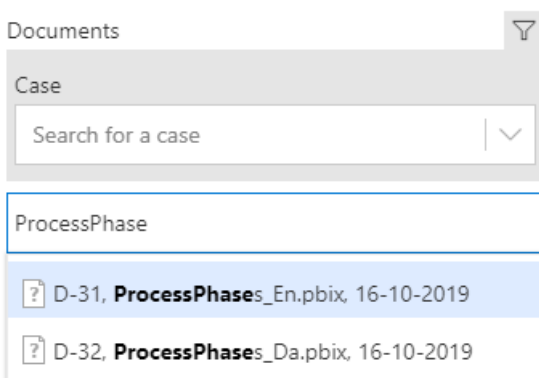 Documents
Case
Search for a case
ProcessPhase
D-31, ProcessPhases_En.pbix, 16-10-2019
D-32, ProcessPhases_Da.pbix, 16-10-2019